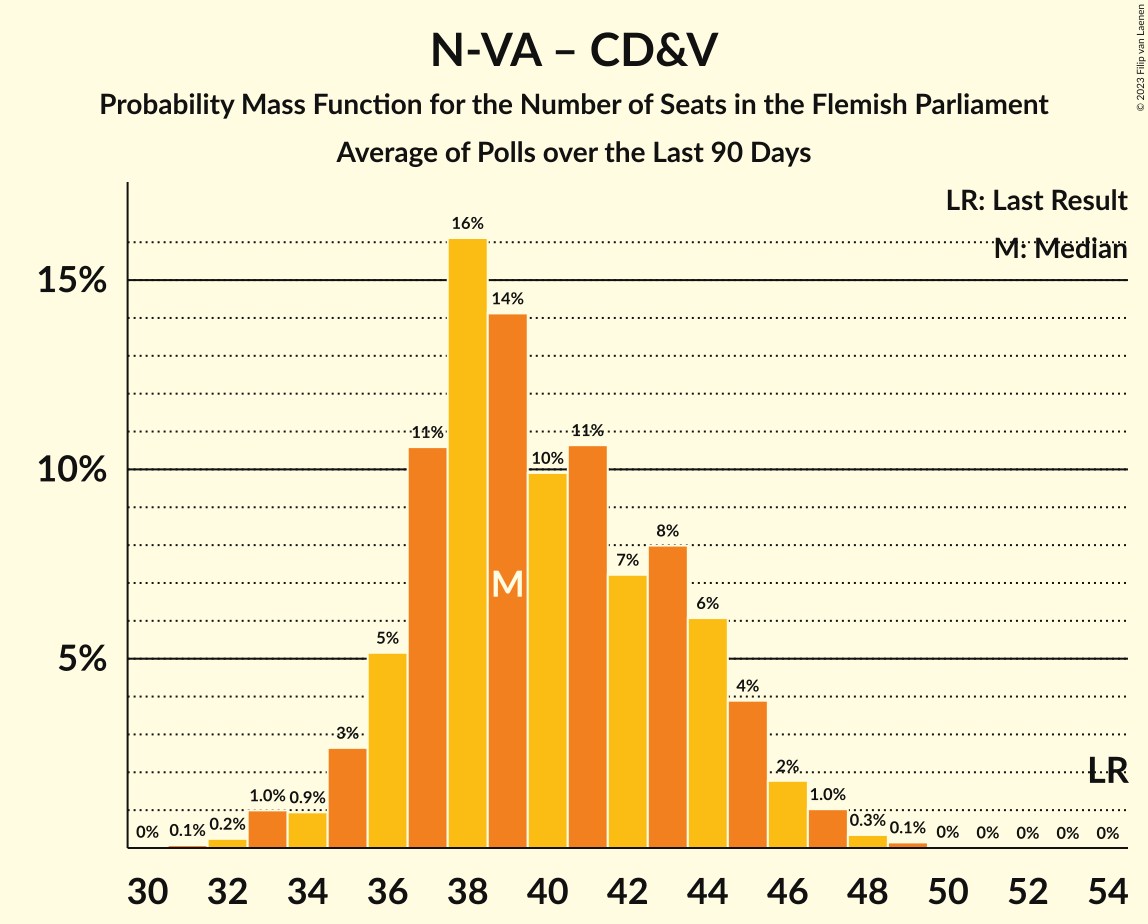 N-VA – CD&V
Probability Mass Function for the Number of Seats in the Flemish Parliament
Average of Polls over the Last 90 Days
© 2023 Filip van Laenen
LR: Last Result
M: Median
15%
10%
5%
0% 0.1% 0.2% 1.0% 0.9% 3% 5% 11% 16% 14% 10% 11% 7% 8% 6% 4% 2% 1.0% 0.3% 0.1% 0% 0% 0% 0% 0%
M
LR
30 32 34 36 38 40 42 44 46 48 50 52 54